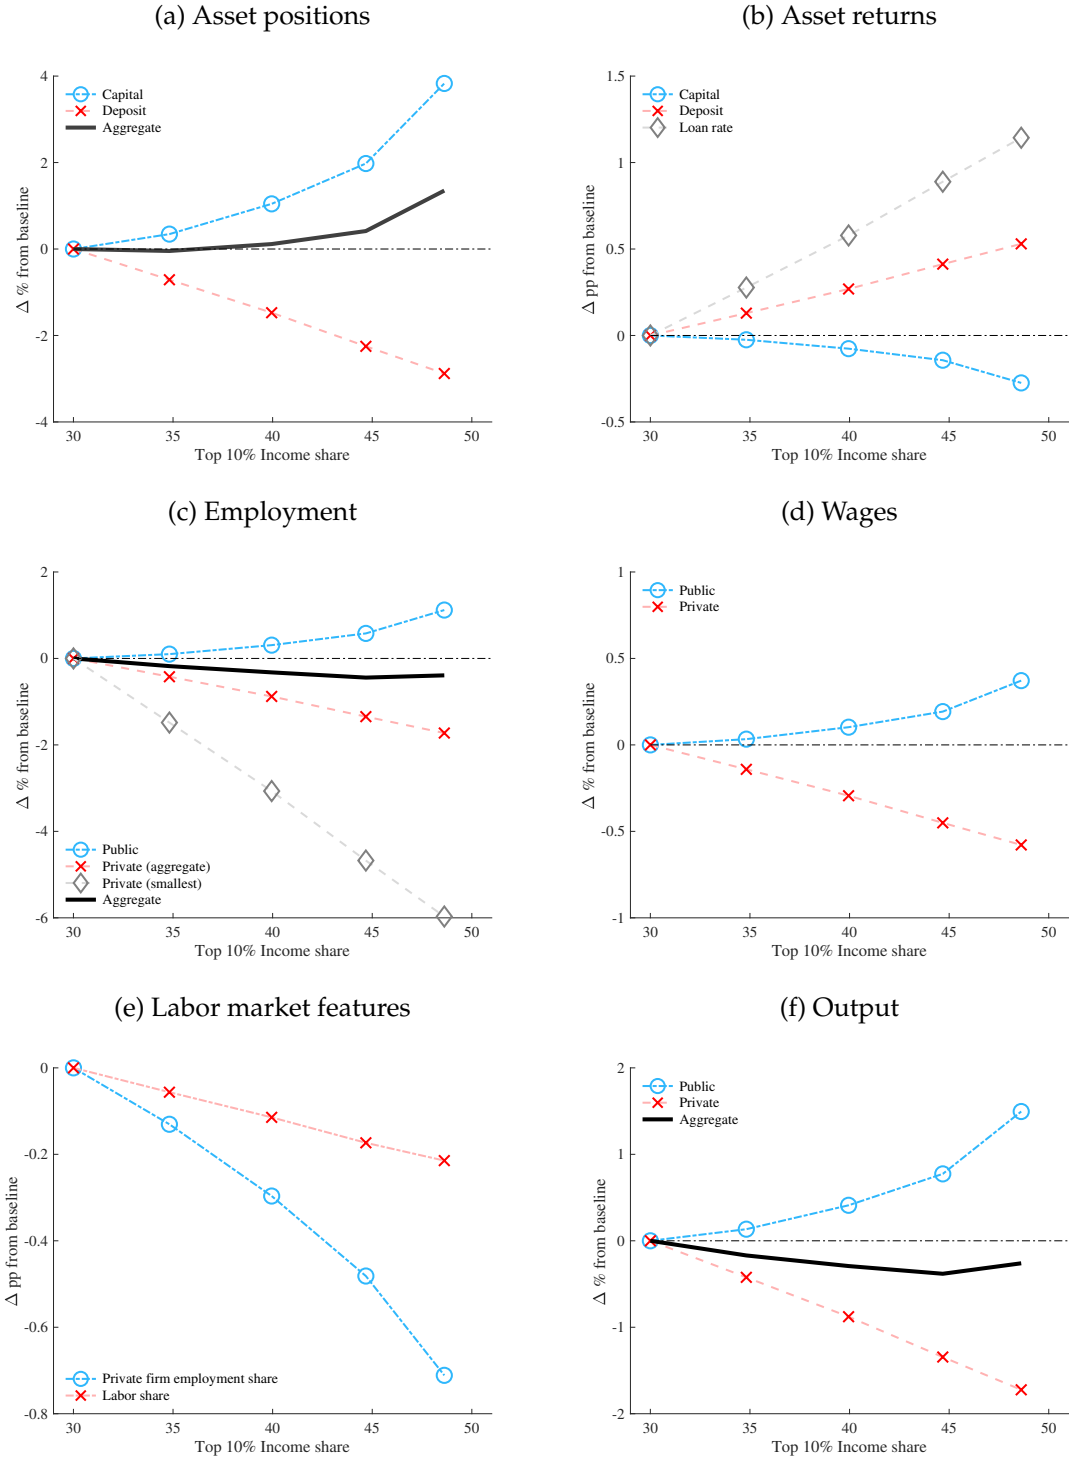 (a) Asset positions
4
2
0
-2
-4
Δ % from baseline
Capital
Deposit
Aggregate
30 35 40 45 50
Top 10% Income share
(b) Asset returns
1.5
1
0.5
0
-0.5
Δ pp from baseline
Capital
Deposit
Loan rate
30 35 40 45 50
Top 10% Income share
(c) Employment
2
0
-2
-4
-6
Δ % from baseline
Public
Private (aggregate)
Private (smallest)
Aggregate
30 35 40 45 50
Top 10% Income share
(d) Wages
1
0.5
0
-0.5
-1
Δ % from baseline
Public
Private
30 35 40 45 50
Top 10% Income share
(e) Labor market features
0
-0.2
-0.4
-0.6
-0.8
Δ pp from baseline
Private firm employment share
Labor share
30 35 40 45 50
Top 10% Income share
(f) Output
2
1
0
-1
-2
Δ % from baseline
Public
Private
Aggregate
30 35 40 45 50
Top 10% Income share